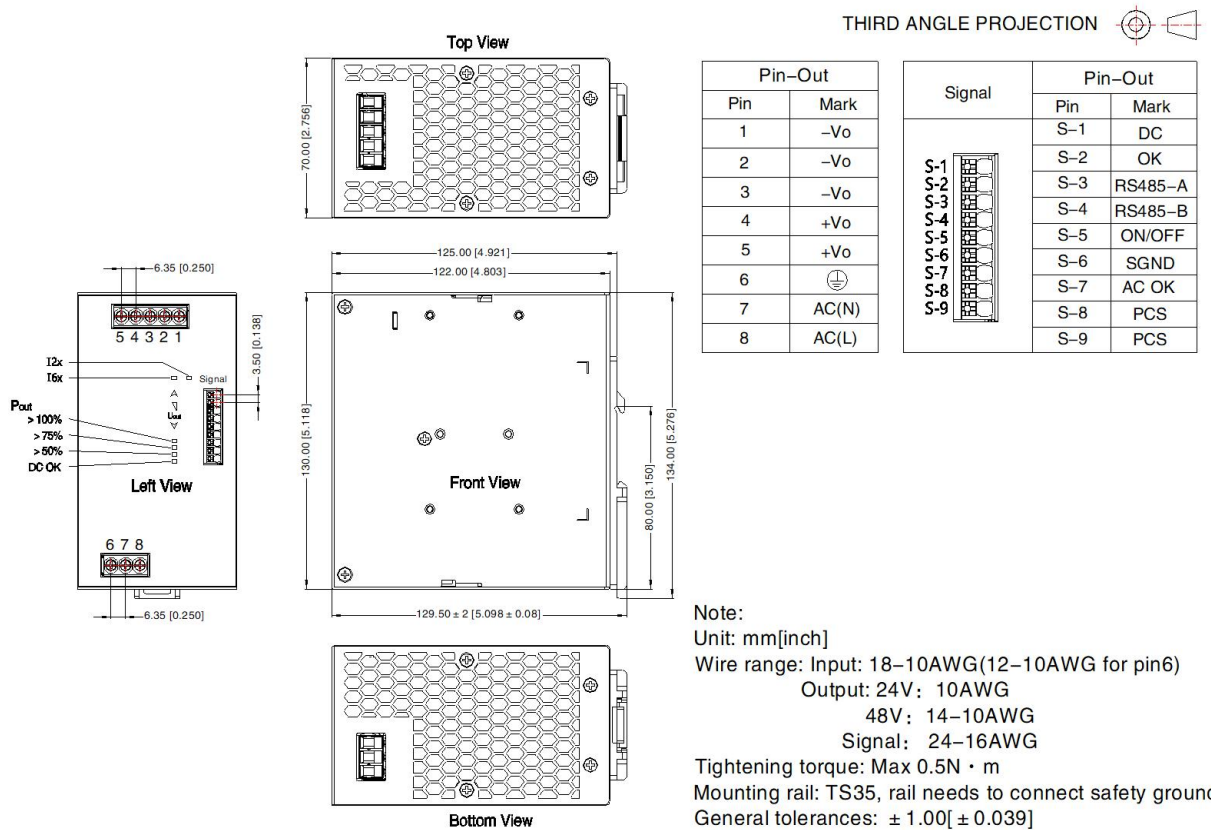 THIRD ANGLE PROJECTION
Top View
70.00 [2.756]
Pin–Out
Pin Mark
1 –Vo
2 –Vo
3 –Vo
4 +Vo
5 +Vo
6
7 AC(N)
8 AC(L)
Signal Pin–Out
Pin Mark
S–1 DC
S–2 OK
S–3 RS485–A
S–4 RS485–B
S–5 ON/OFF
S–6 SGND
S–7 AC OK
S–8 PCS
S–9 PCS
S-1
S-2
S-3
S-4
S-5
S-6
S-7
S-8
S-9
125.00 [4.921]
122.00 [4.803]
6.35 [0.250]
5 4 3 2 1
3.50 [0.138]
I2x
I6x
Signal
Pout
Uout
> 100%
> 75%
> 50%
DC OK
Left View
6 7 8
6.35 [0.250]
130.00 [5.118]
Front View
80.00 [3.150]
134.00 [5.276]
129.50 ± 2 [5.098 ± 0.08]
Bottom View
Note:
Unit: mm[inch]
Wire range: Input: 18–10AWG(12–10AWG for pin6)
Output: 24V: 10AWG
48V: 14–10AWG
Signal: 24–16AWG
Tightening torque: Max 0.5N · m
Mounting rail: TS35, rail needs to connect safety ground
General tolerances: ± 1.00[ ± 0.039]